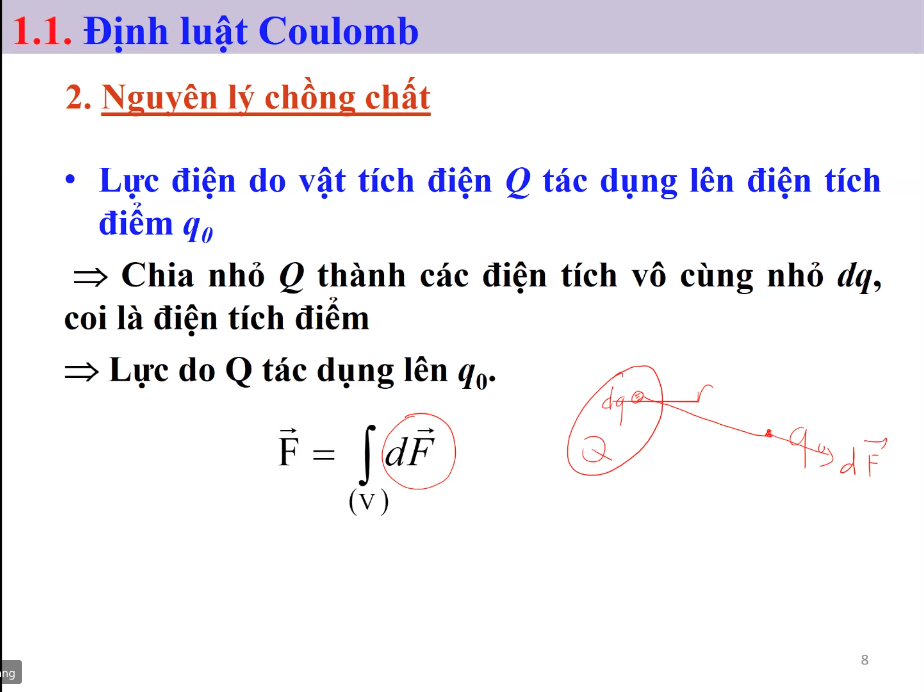 1.1. Định luật Coulomb
2. Nguyên lý chồng chất
• Lực điện do vật tích điện Q tác dụng lên điện tích
điểm q₀
⇒ Chia nhỏ Q thành các điện tích vô cùng nhỏ dq,
coi là điện tích điểm
⇒ Lực do Q tác dụng lên q₀.
dq r
Q q₀ dF⃗
F⃗ = ∫ dF⃗
(V)
8
ng